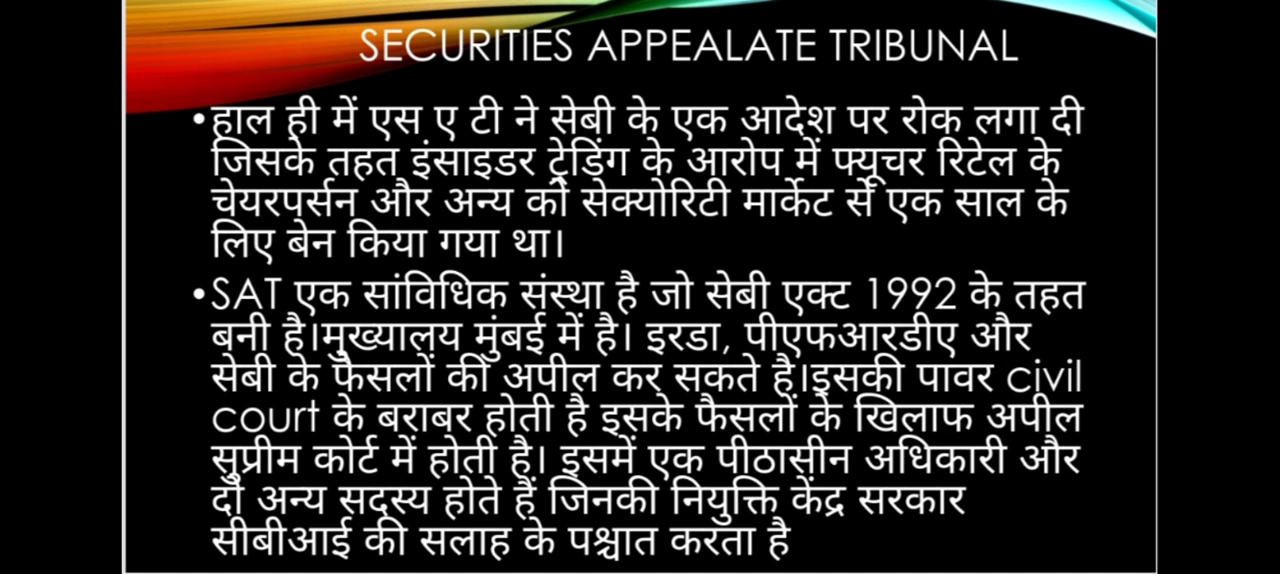 SECURITIES APPEALATE TRIBUNAL
•हाल ही में एस ए टी ने सेबी के एक आदेश पर रोक लगा दी
जिसके तहत इंसाइडर ट्रेडिंग के आरोप में फ्यूचर रिटेल के
चेयरपर्सन और अन्य को सेक्योरिटी मार्केट से एक साल के
लिए बेन किया गया था।
•SAT एक सांविधिक संस्था है जो सेबी एक्ट 1992 के तहत
बनी है।मुख्यालय मुंबई में है। इरडा, पीएफआरडीए और
सेबी के फैसलों की अपील कर सकते है।इसकी पावर civil
court के बराबर होती है इसके फैसलों के खिलाफ अपील
सुप्रीम कोर्ट में होती है। इसमें एक पीठासीन अधिकारी और
दो अन्य सदस्य होते हैं जिनकी नियुक्ति केंद्र सरकार
सीबीआई की सलाह के पश्चात करता है